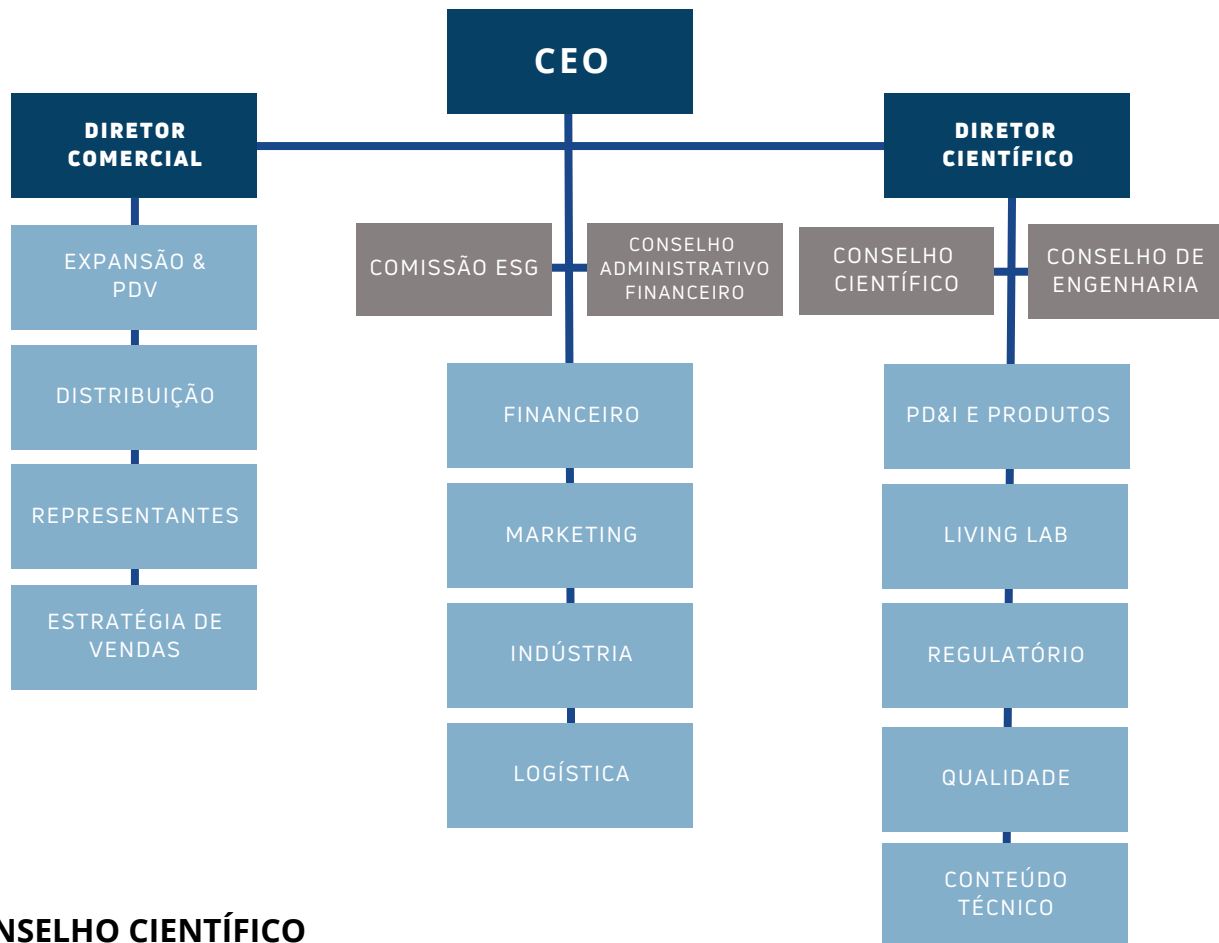 CEO
DIRETOR
COMERCIAL
DIRETOR
CIENTÍFICO
EXPANSÃO &
PDV
DISTRIBUIÇÃO
REPRESENTANTES
ESTRATÉGIA DE
VENDAS
COMISSÃO ESG
CONSELHO
ADMINISTRATIVO
FINANCEIRO
FINANCEIRO
MARKETING
INDÚSTRIA
LOGÍSTICA
CONSELHO
CIENTÍFICO
CONSELHO DE
ENGENHARIA
PD&I E PRODUTOS
LIVING LAB
REGULATÓRIO
QUALIDADE
CONTEÚDO
TÉCNICO
NSELHO CIENTÍFICO